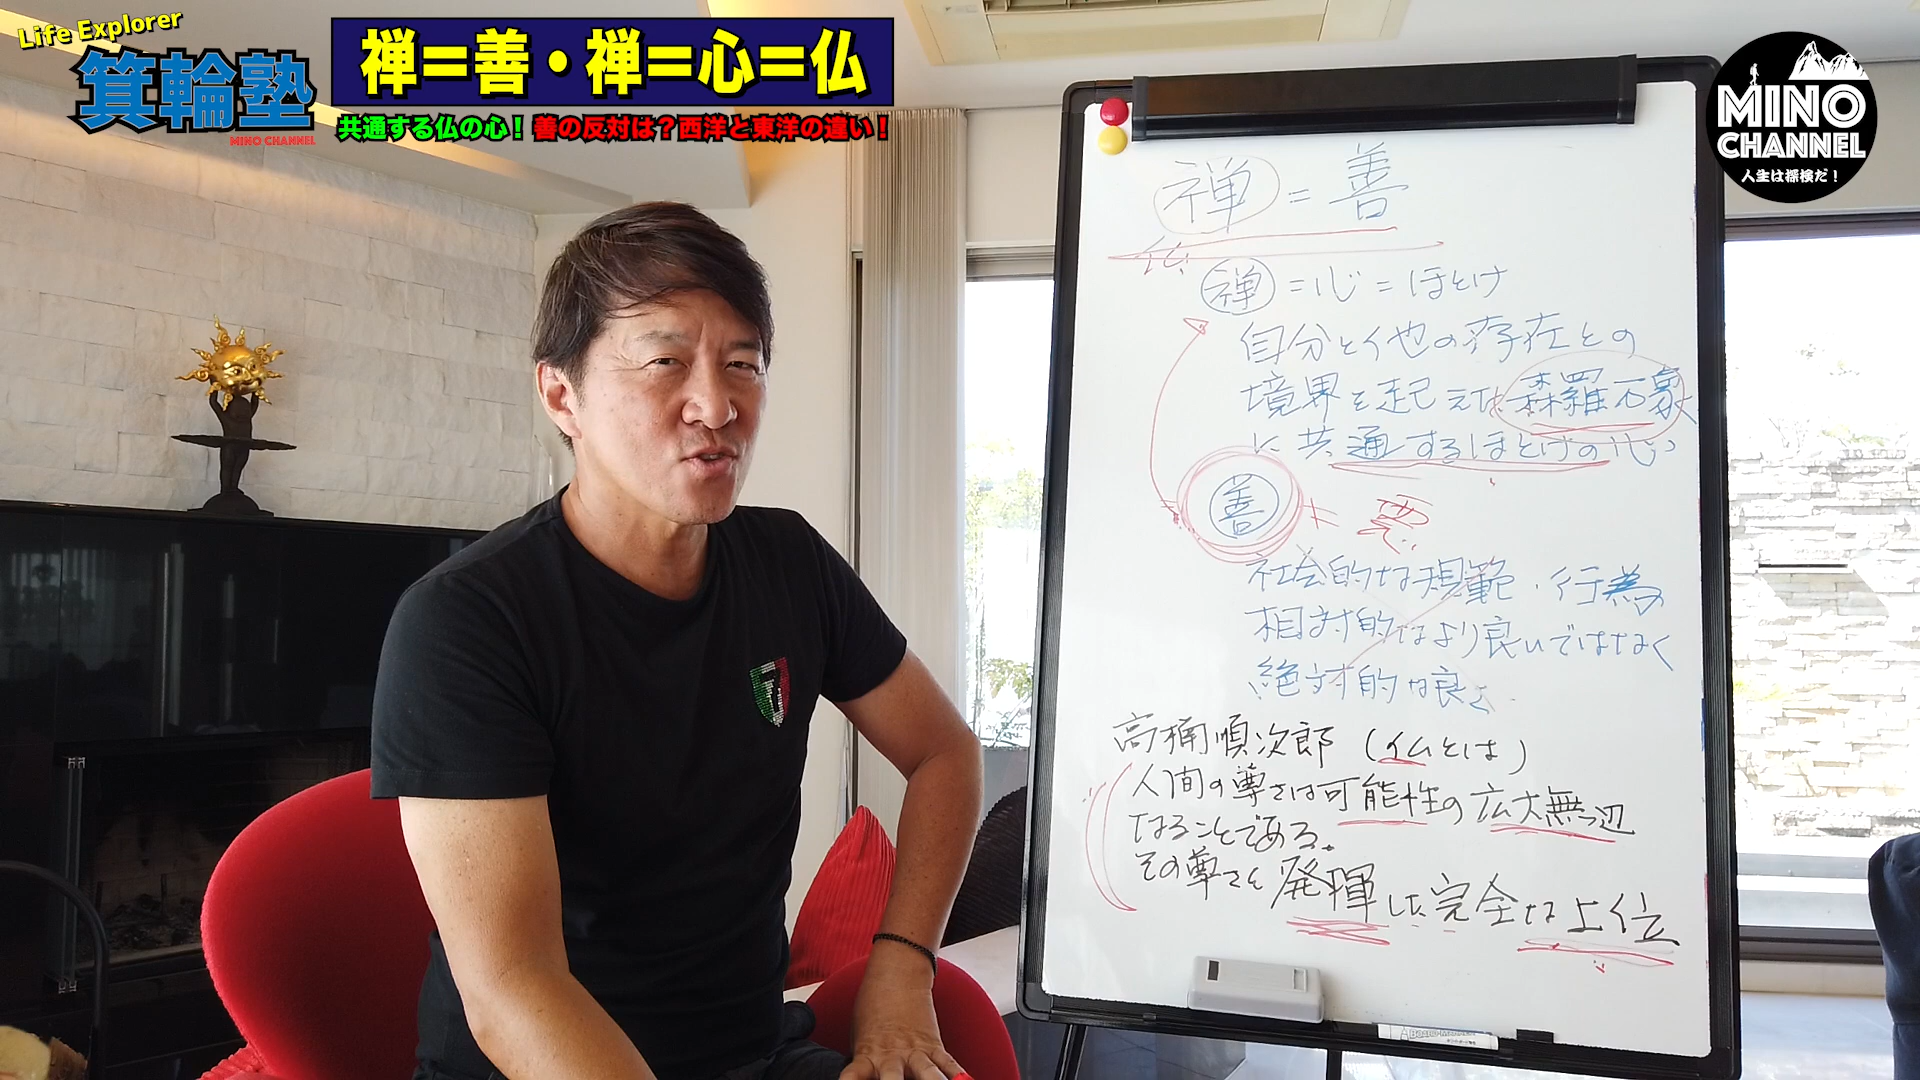 Life Explorer
箕輪塾
MINO CHANNEL
禅＝善・禅＝心＝仏
共通する仏の心！善の反対は？西洋と東洋の違い！
MINO
CHANNEL
人生は探検だ！
禅＝善
仏
禅＝心＝ほとけ
自分と他の存在との
境界を超えた森羅万象
に共通するほとけの心
善 ≠ 悪
社会的な規範・行為の
相対的なより良いではなく
絶対的な良さ
高楠順次郎（仏とは）
人間の尊さは可能性の広大無辺
なることである。
その尊さを発揮した完全な上位